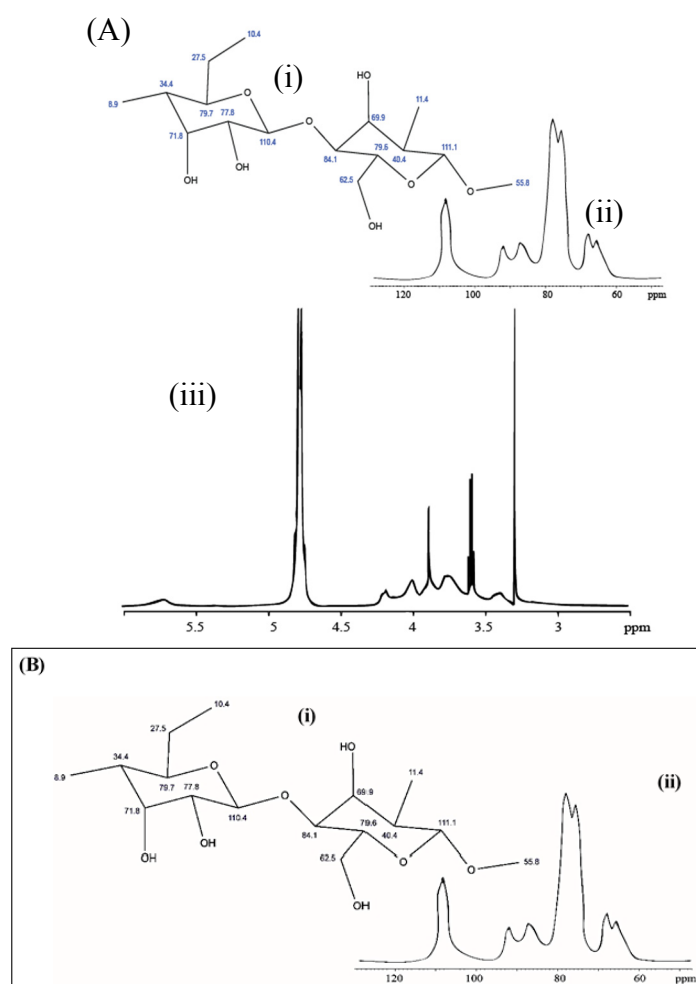 (A)
10.4
27.5
(i)
HO
34.4
O
11.4
8.9
79.7
77.8
O
69.9
71.8
110.4
84.1
79.6
40.4
111.1
OH
OH
62.5
O
O
55.8
OH
(ii)
120 100 80 60 ppm
(iii)
5.5 5 4.5 4 3.5 3 ppm
(B)
10.4
(i)
27.5
HO
34.4
O
11.4
(ii)
8.9
79.7
77.8
O
69.9
71.8
110.4
84.1
79.6
40.4
111.1
OH
OH
62.5
O
O
55.8
OH
120 100 80 60 ppm